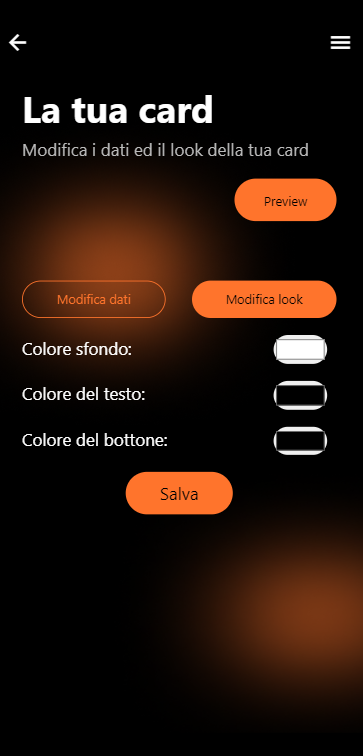 La tua card
Modifica i dati ed il look della tua card
Preview
Modifica dati
Modifica look
Colore sfondo:
Colore del testo:
Colore del bottone:
Salva